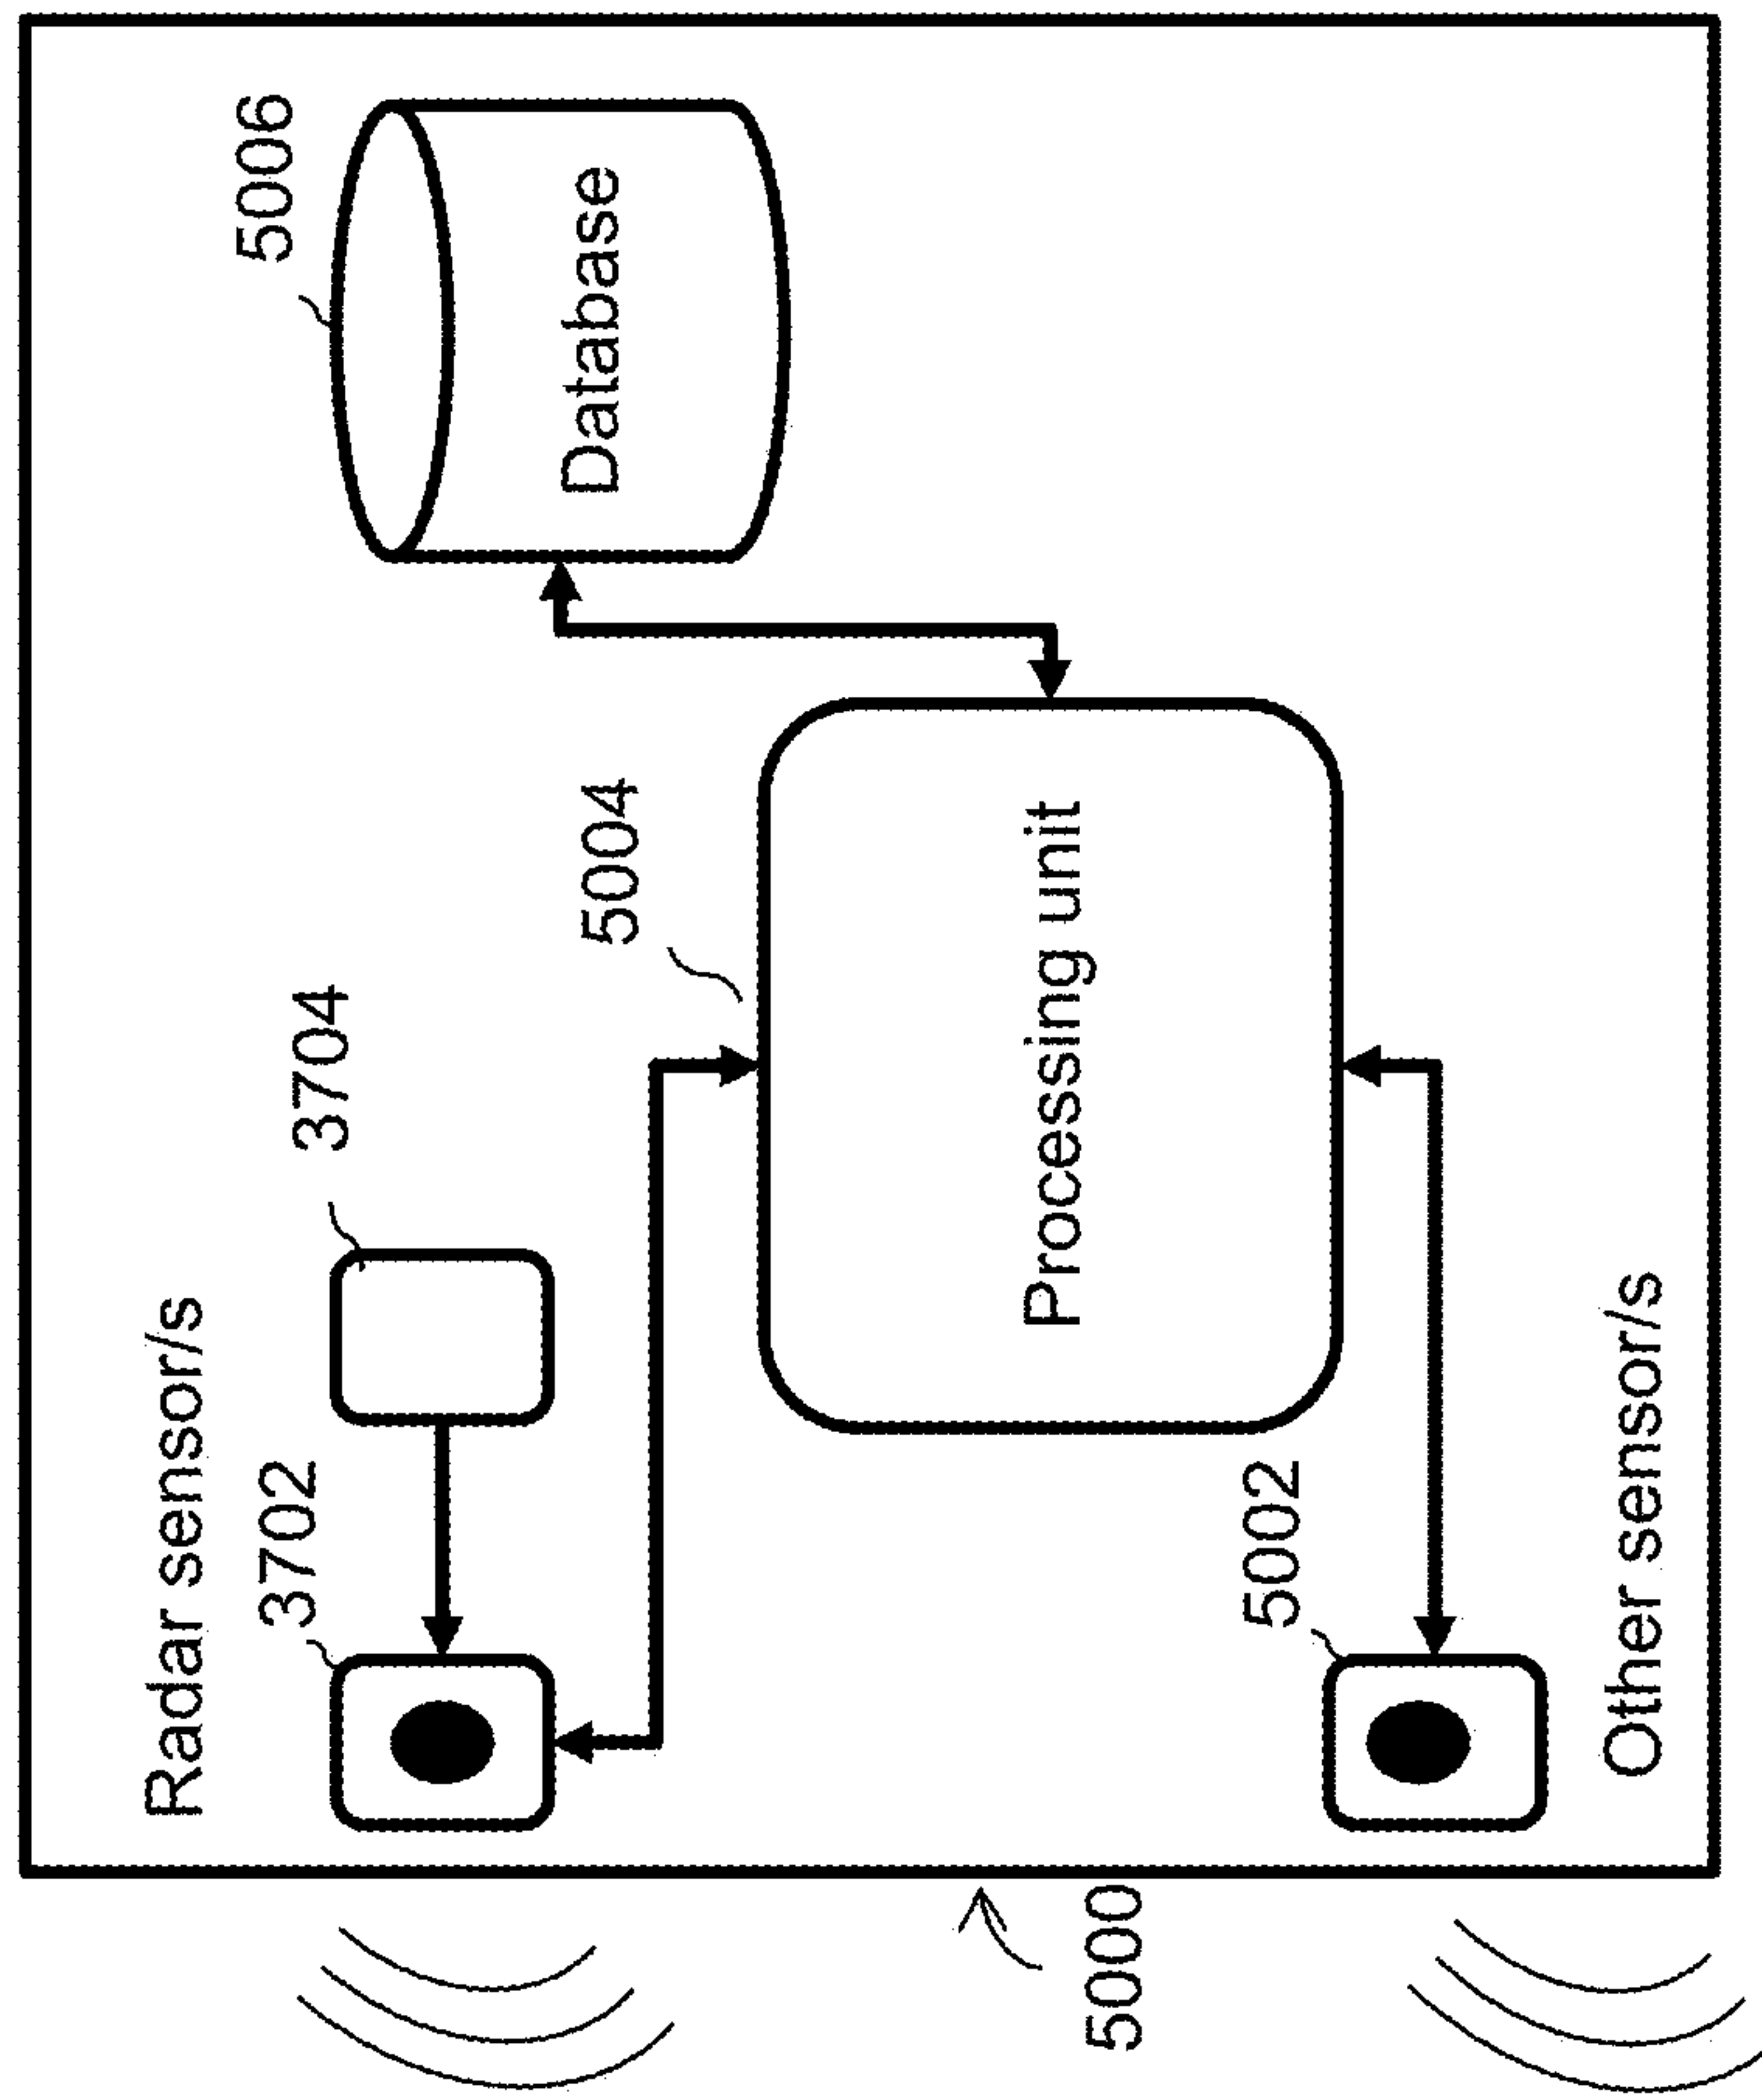 Radar sensor/s
3702
3704
5006
Database
5004
Processing unit
5002
Other sensor/s
5000